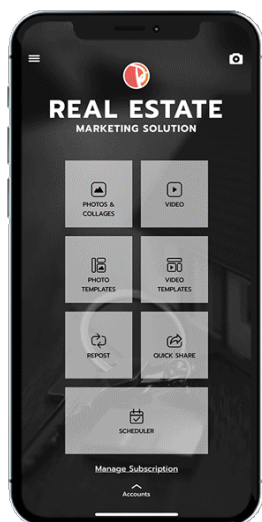 REAL ESTATE
MARKETING SOLUTION
PHOTOS &
COLLAGES
VIDEO
PHOTO
TEMPLATES
VIDEO
TEMPLATES
REPOST
QUICK SHARE
SCHEDULER
Manage Subscription
Accounts